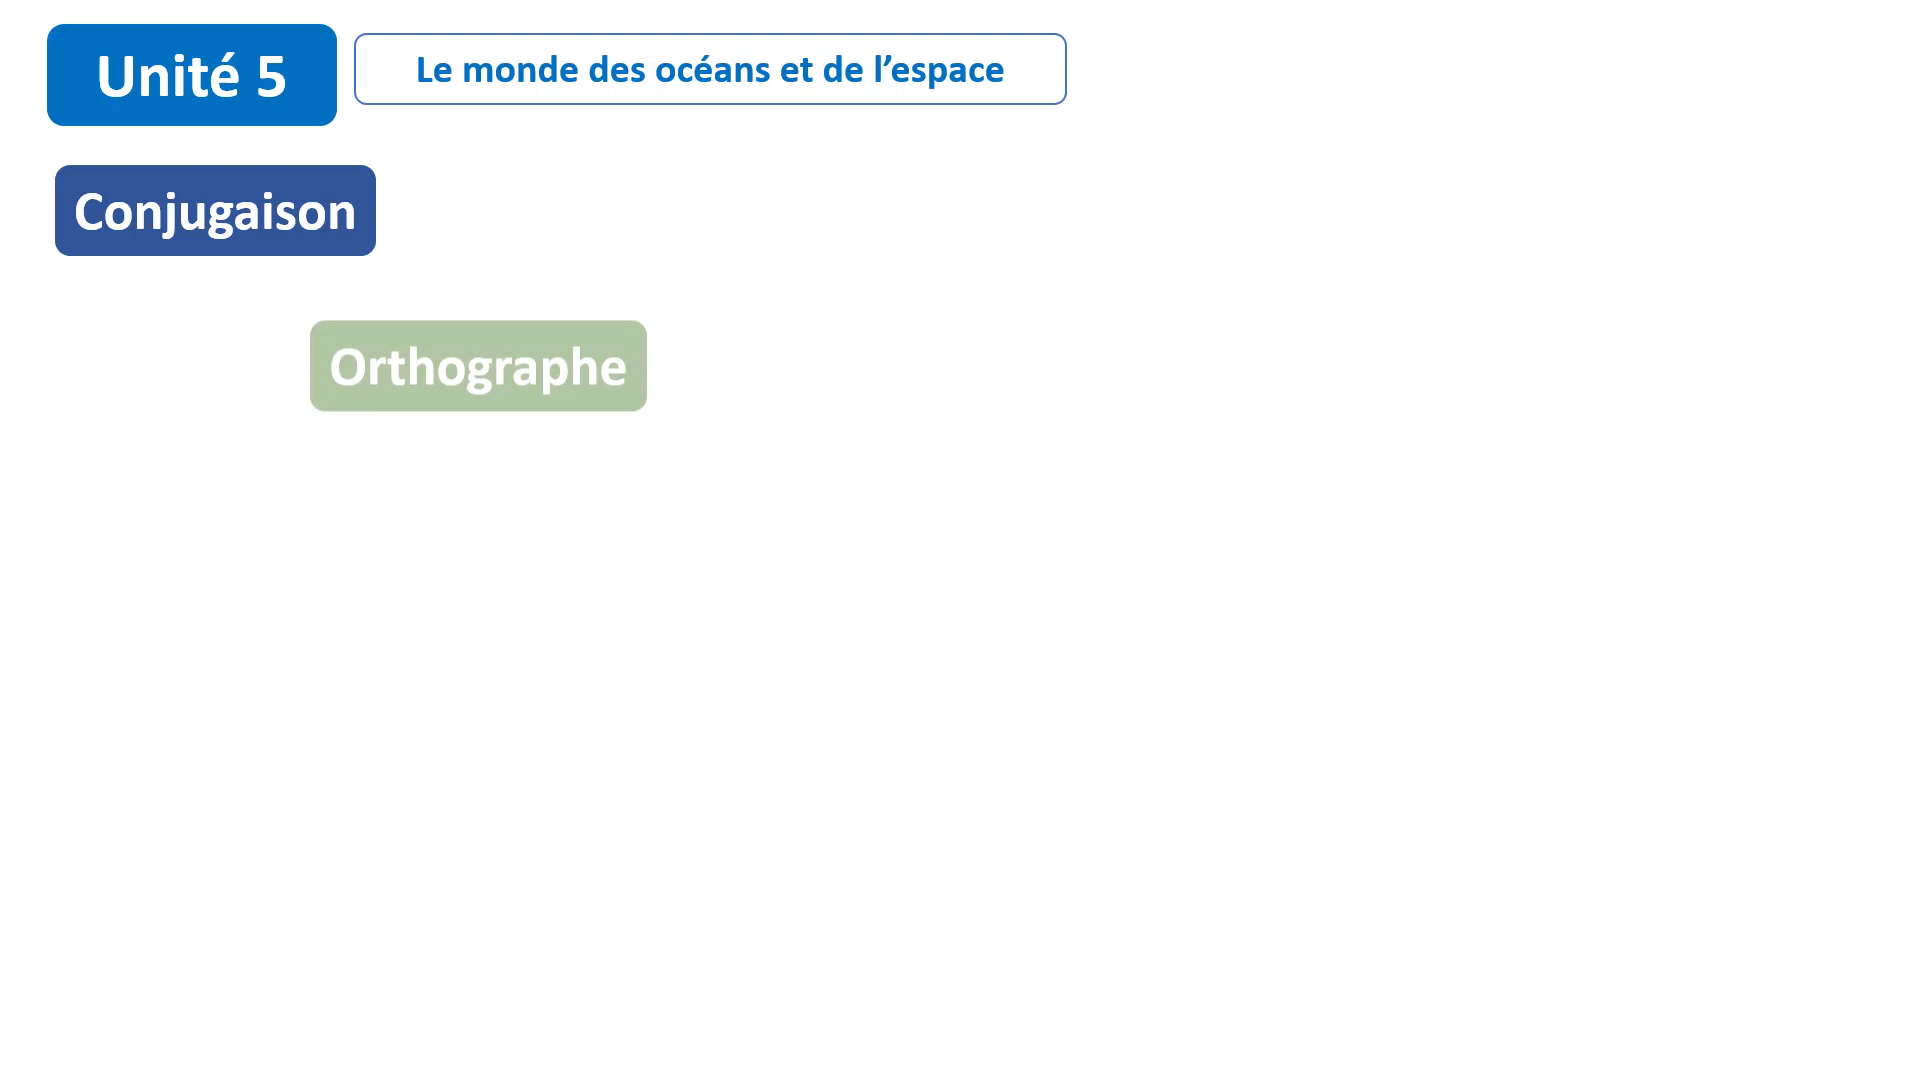 Unité 5
Le monde des océans et de l’espace
Conjugaison
Orthographe